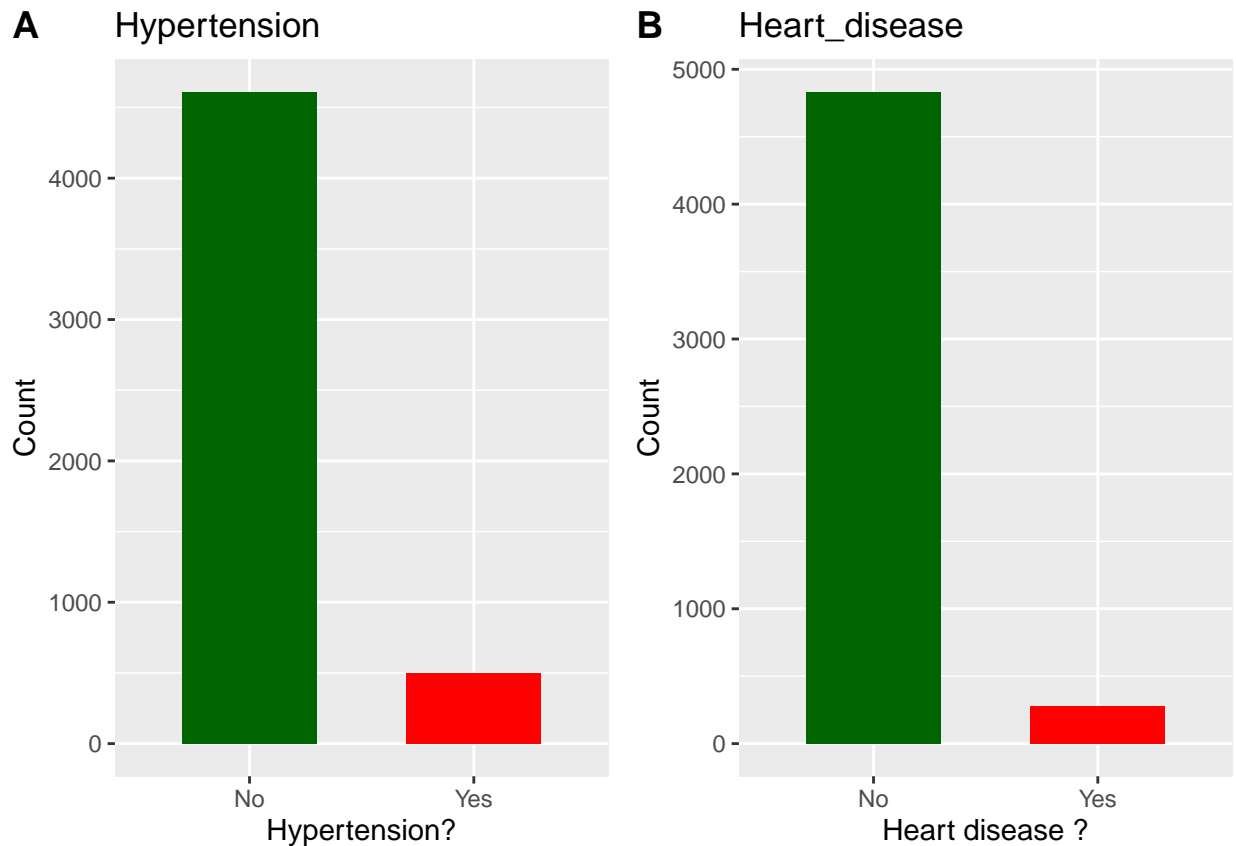 A
Hypertension
Count
4000
3000
2000
1000
0
No
Yes
Hypertension?
B
Heart_disease
Count
5000
4000
3000
2000
1000
0
No
Yes
Heart disease ?